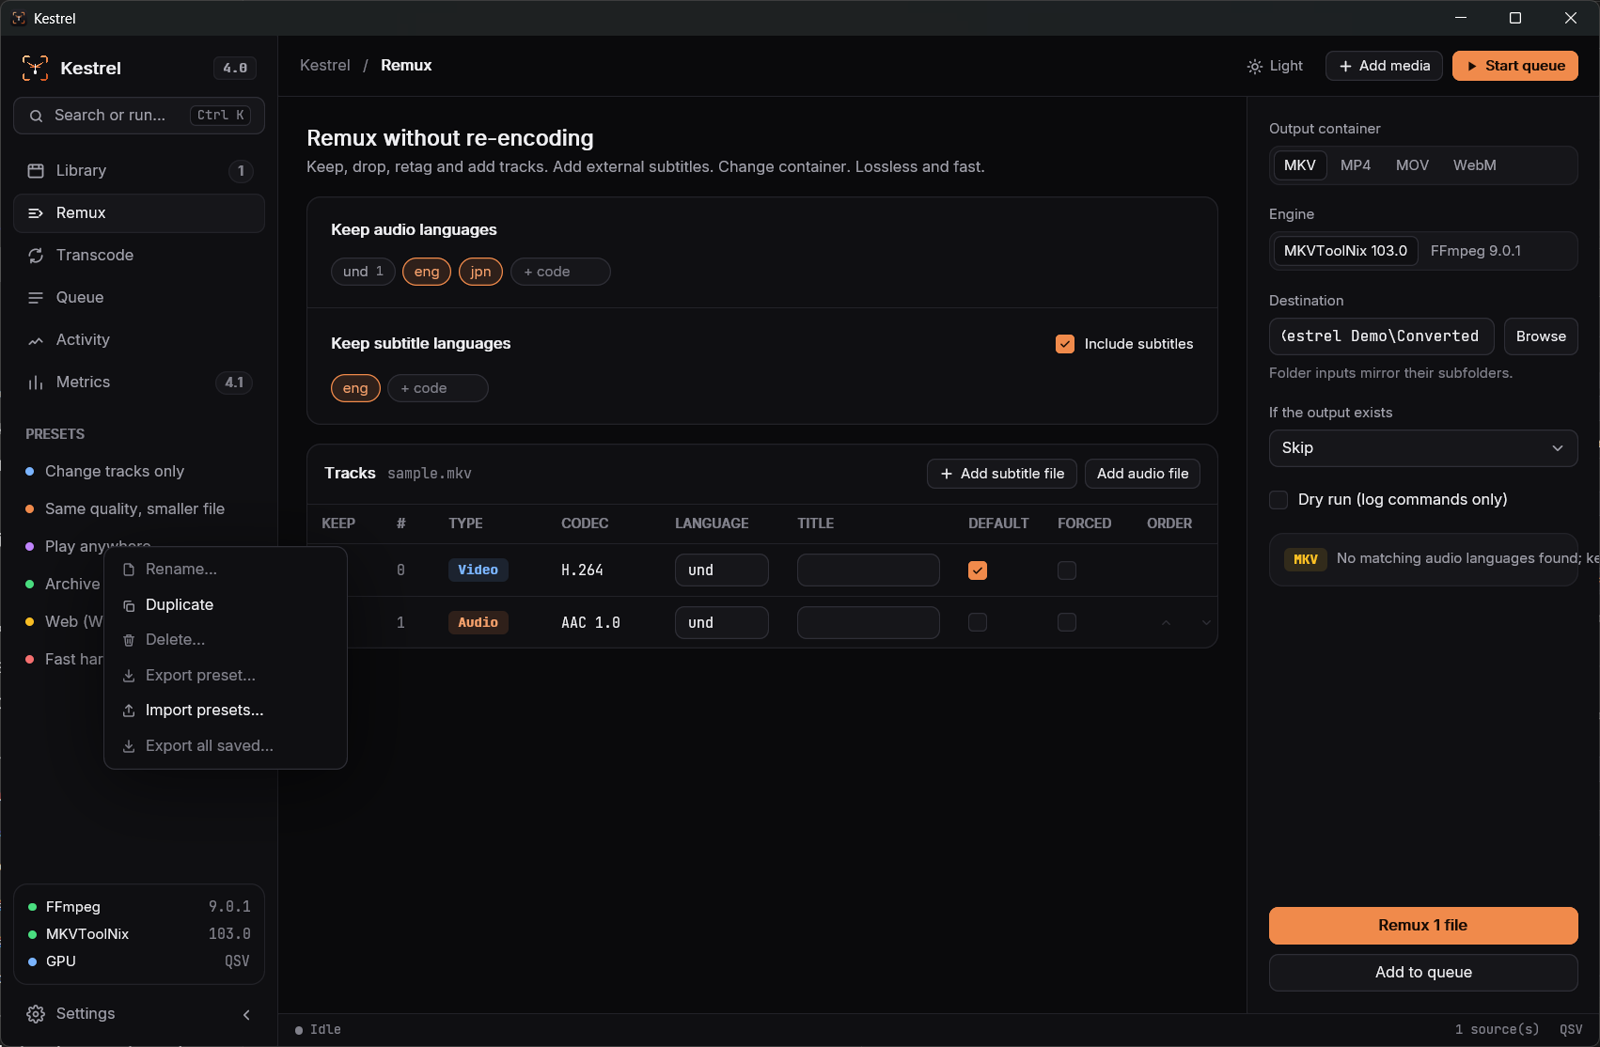 Kestrel
Kestrel 4.0
Search or run... Ctrl K
Library 1
Remux
Transcode
Queue
Activity
Metrics 4.1
PRESETS
Change tracks only
Same quality, smaller file
Play anywhere
Archive
Web (W
Fast har
Rename...
Duplicate
Delete...
Export preset...
Import presets...
Export all saved...
FFmpeg 9.0.1
MKVToolNix 103.0
GPU QSV
Settings
Kestrel / Remux
Light
+ Add media
Start queue
Remux without re-encoding
Keep, drop, retag and add tracks. Add external subtitles. Change container. Lossless and fast.
Keep audio languages
und 1 eng jpn + code
Keep subtitle languages
Include subtitles
eng + code
Tracks sample.mkv
+ Add subtitle file
Add audio file
KEEP # TYPE CODEC LANGUAGE TITLE DEFAULT FORCED ORDER
0 Video H.264 und
1 Audio AAC 1.0 und
Output container
MKV MP4 MOV WebM
Engine
MKVToolNix 103.0 FFmpeg 9.0.1
Destination
estrel Demo\Converted Browse
Folder inputs mirror their subfolders.
If the output exists
Skip
Dry run (log commands only)
MKV No matching audio languages found; ke
Remux 1 file
Add to queue
Idle
1 source(s) QSV